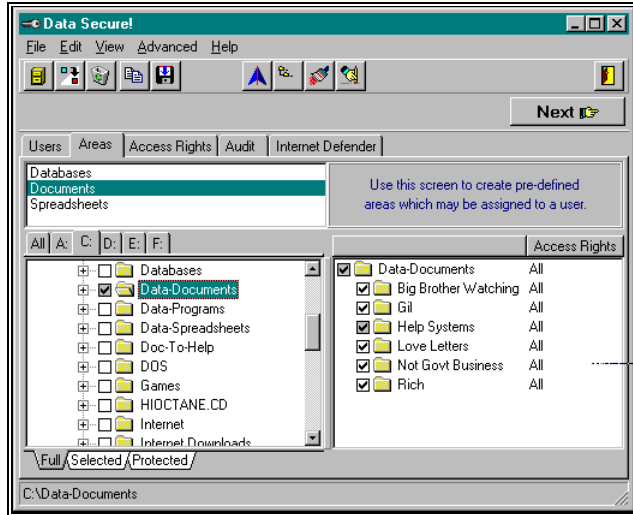 Data Secure!
File Edit View Advanced Help
Next
Users Areas Access Rights Audit Internet Defender
Databases
Documents
Spreadsheets
Use this screen to create pre-defined
areas which may be assigned to a user.
All A: C: D: E: F:
Access Rights
Databases
Data-Documents
Data-Programs
Data-Spreadsheets
Doc-To-Help
DOS
Games
HIOCTANE.CD
Internet
Internet Downloads
Data-Documents All
Big Brother Watching All
Gil All
Help Systems All
Love Letters All
Not Govt Business All
Rich All
Full Selected Protected
C:\Data-Documents